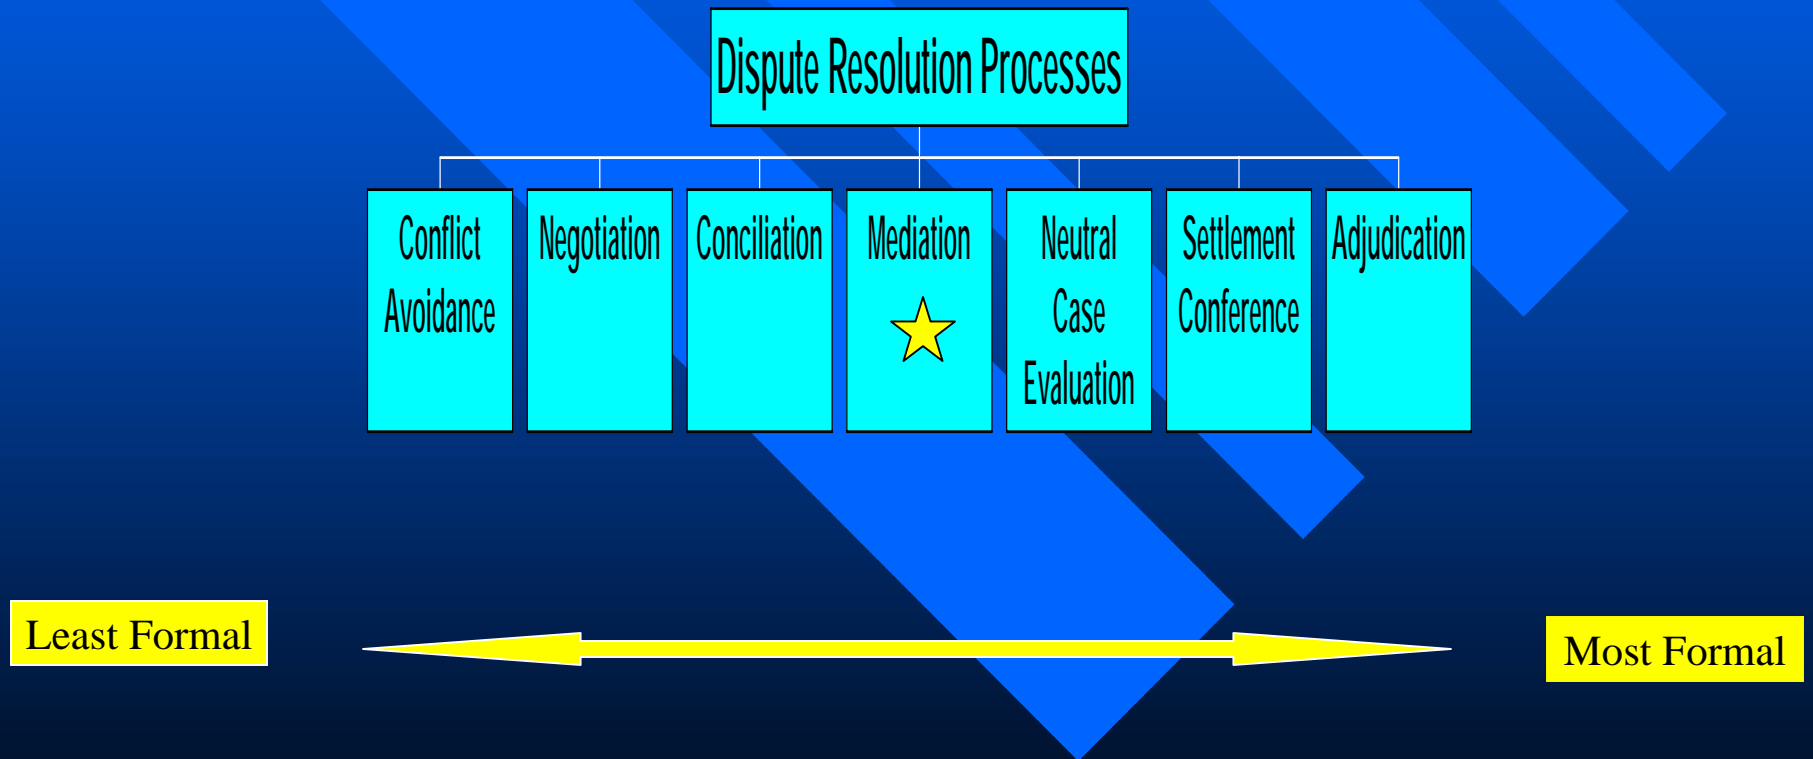 Dispute Resolution Processes
Conflict
Avoidance
Negotiation
Conciliation
Mediation
Neutral
Case
Evaluation
Settlement
Conference
Adjudication
Least Formal
Most Formal